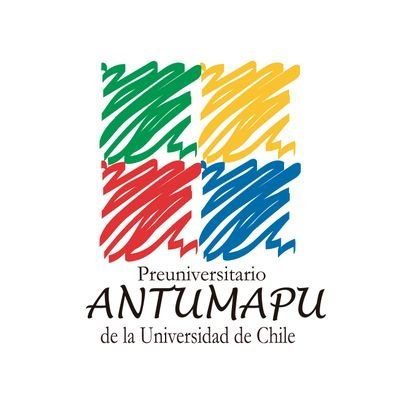 Preuniversitario
ANTUMAPU
de la Universidad de Chile